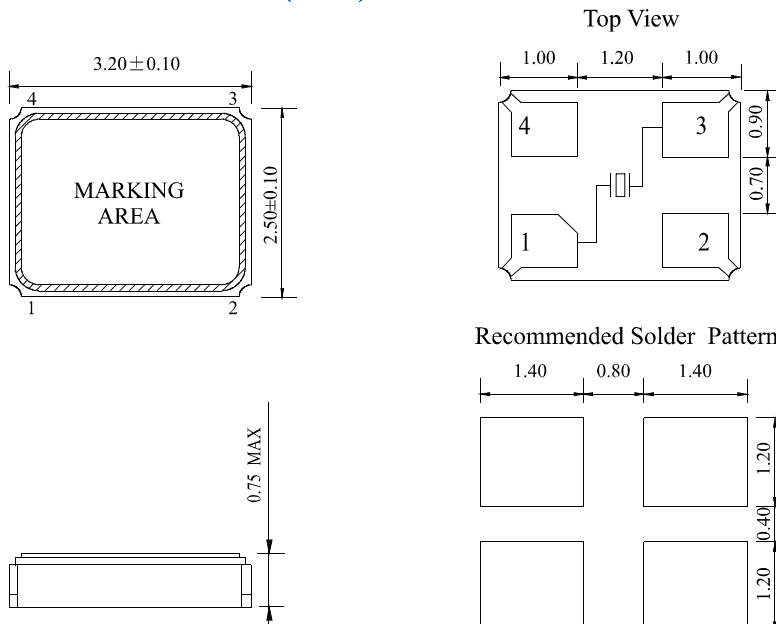 Top View
3.20±0.10
1.00 1.20 1.00
4 3
4 3
0.90
MARKING
AREA
2.50±0.10
0.70
1 2
1 2
Recommended Solder Pattern
1.40 0.80 1.40
0.75 MAX
1.20
0.40
1.20